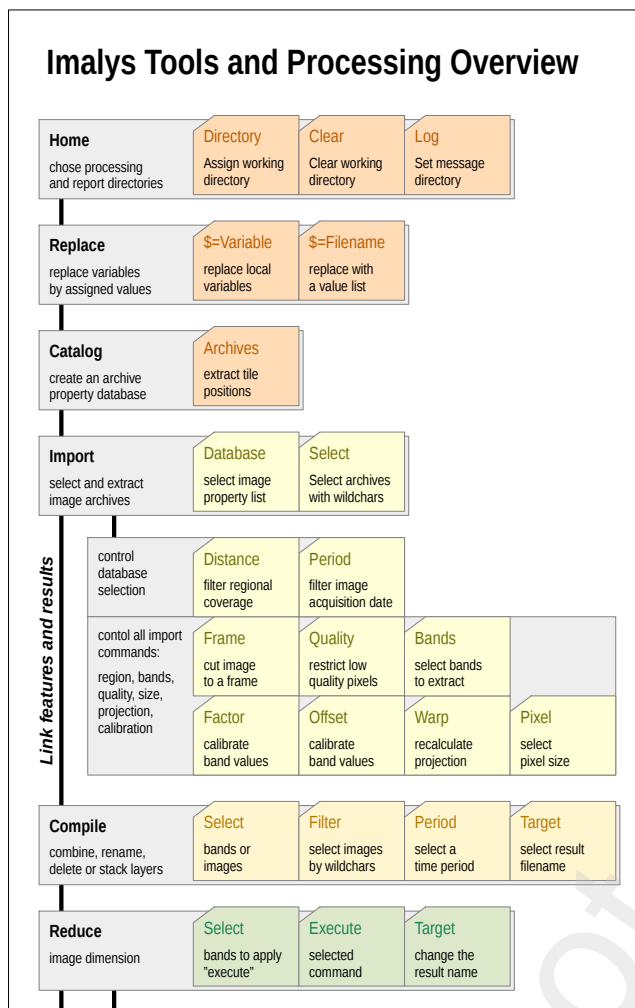 Imalys Tools and Processing Overview
Home
chose processing
and report directories
Directory
Assign working
directory
Clear
Clear working
directory
Log
Set message
directory
Replace
replace variables
by assigned values
$=Variable
replace local
variables
$=Filename
replace with
a value list
Catalog
create an archive
property database
Archives
extract tile
positions
Import
select and extract
image archives
Database
select image
property list
Select
Select archives
with wildchars
Link features and results
control
database
selection
Distance
filter regional
coverage
Period
filter image
acquisition date
contol all import
commands:
region, bands,
quality, size,
projection,
calibration
Frame
cut image
to a frame
Quality
restrict low
quality pixels
Bands
select bands
to extract
Factor
calibrate
band values
Offset
calibrate
band values
Warp
recalculate
projection
Pixel
select
pixel size
Compile
combine, rename,
delete or stack layers
Select
bands or
images
Filter
select images
by wildchars
Period
select a
time period
Target
select result
filename
Reduce
image dimension
Select
bands to apply
”execute”
Execute
selected
command
Target
change the
result name